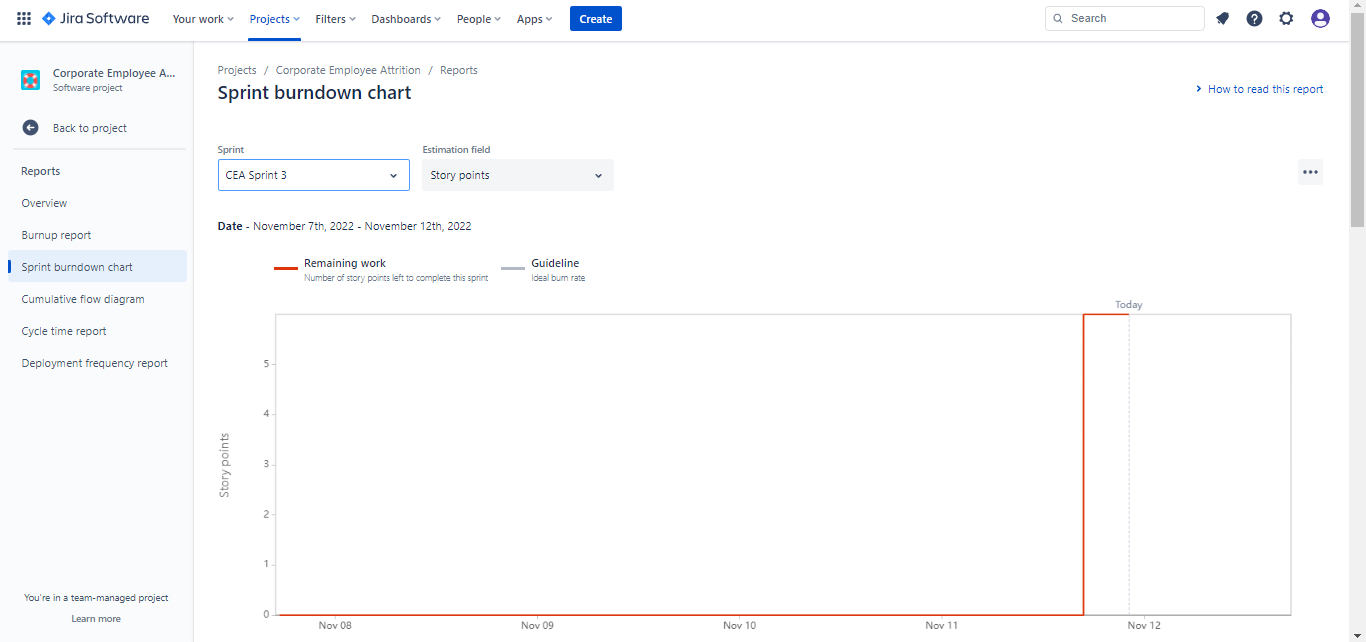 Jira Software Your work Projects Filters Dashboards People Apps Create Search
Corporate Employee A...
Software project
Back to project
Reports
Overview
Burnup report
Sprint burndown chart
Cumulative flow diagram
Cycle time report
Deployment frequency report
You're in a team-managed project
Learn more
Projects / Corporate Employee Attrition / Reports
Sprint burndown chart
How to read this report
Sprint Estimation field
CEA Sprint 3 Story points
Date - November 7th, 2022 - November 12th, 2022
Remaining work Guideline
Number of story points left to complete this sprint Ideal burn rate
Today
Story points
5
4
3
2
1
0
Nov 08 Nov 09 Nov 10 Nov 11 Nov 12